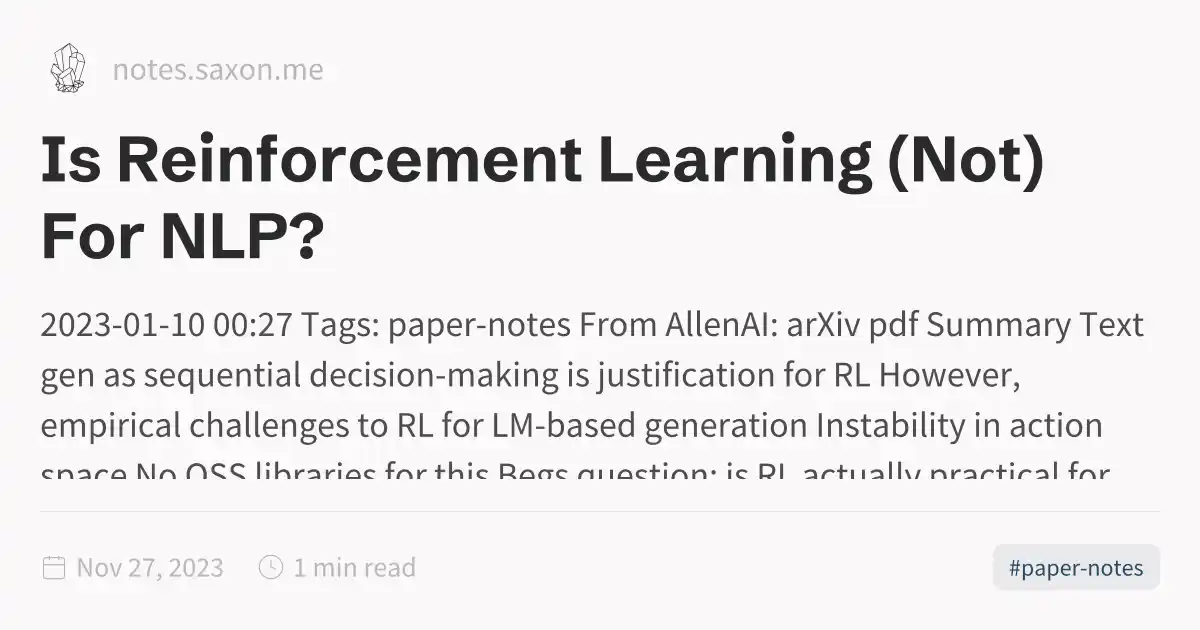 notes.saxon.me
Is Reinforcement Learning (Not)
For NLP?
2023-01-10 00:27 Tags: paper-notes From AllenAI: arXiv pdf Summary Text
gen as sequential decision-making is justification for RL However,
empirical challenges to RL for LM-based generation Instability in action
space No OSS libraries for this Begs question: is RL actually practical for
Nov 27, 2023
1 min read
#paper-notes